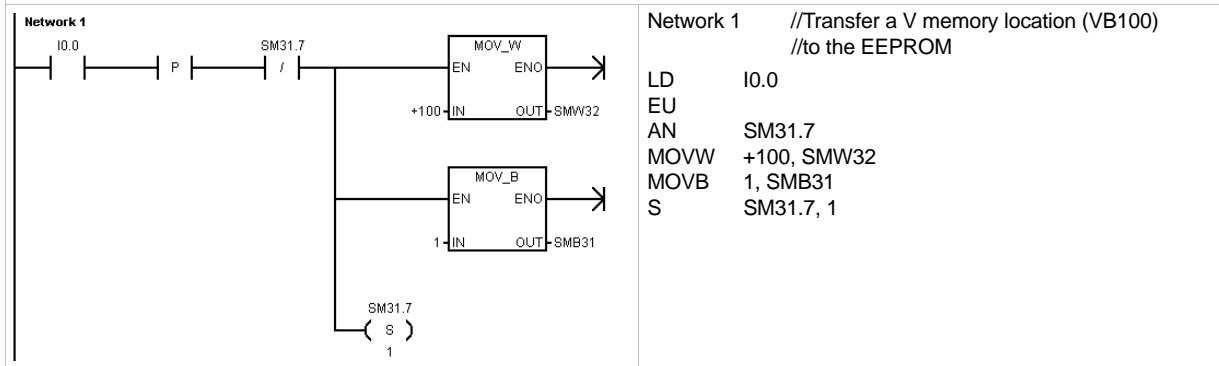 Network 1
I0.0
P
SM31.7
/
MOV_W
EN ENO
+100 IN OUT SMW32
MOV_B
EN ENO
1 IN OUT SMB31
SM31.7
S
1
Network 1 //Transfer a V memory location (VB100)
//to the EEPROM
LD I0.0
EU
AN SM31.7
MOVW +100, SMW32
MOVB 1, SMB31
S SM31.7, 1